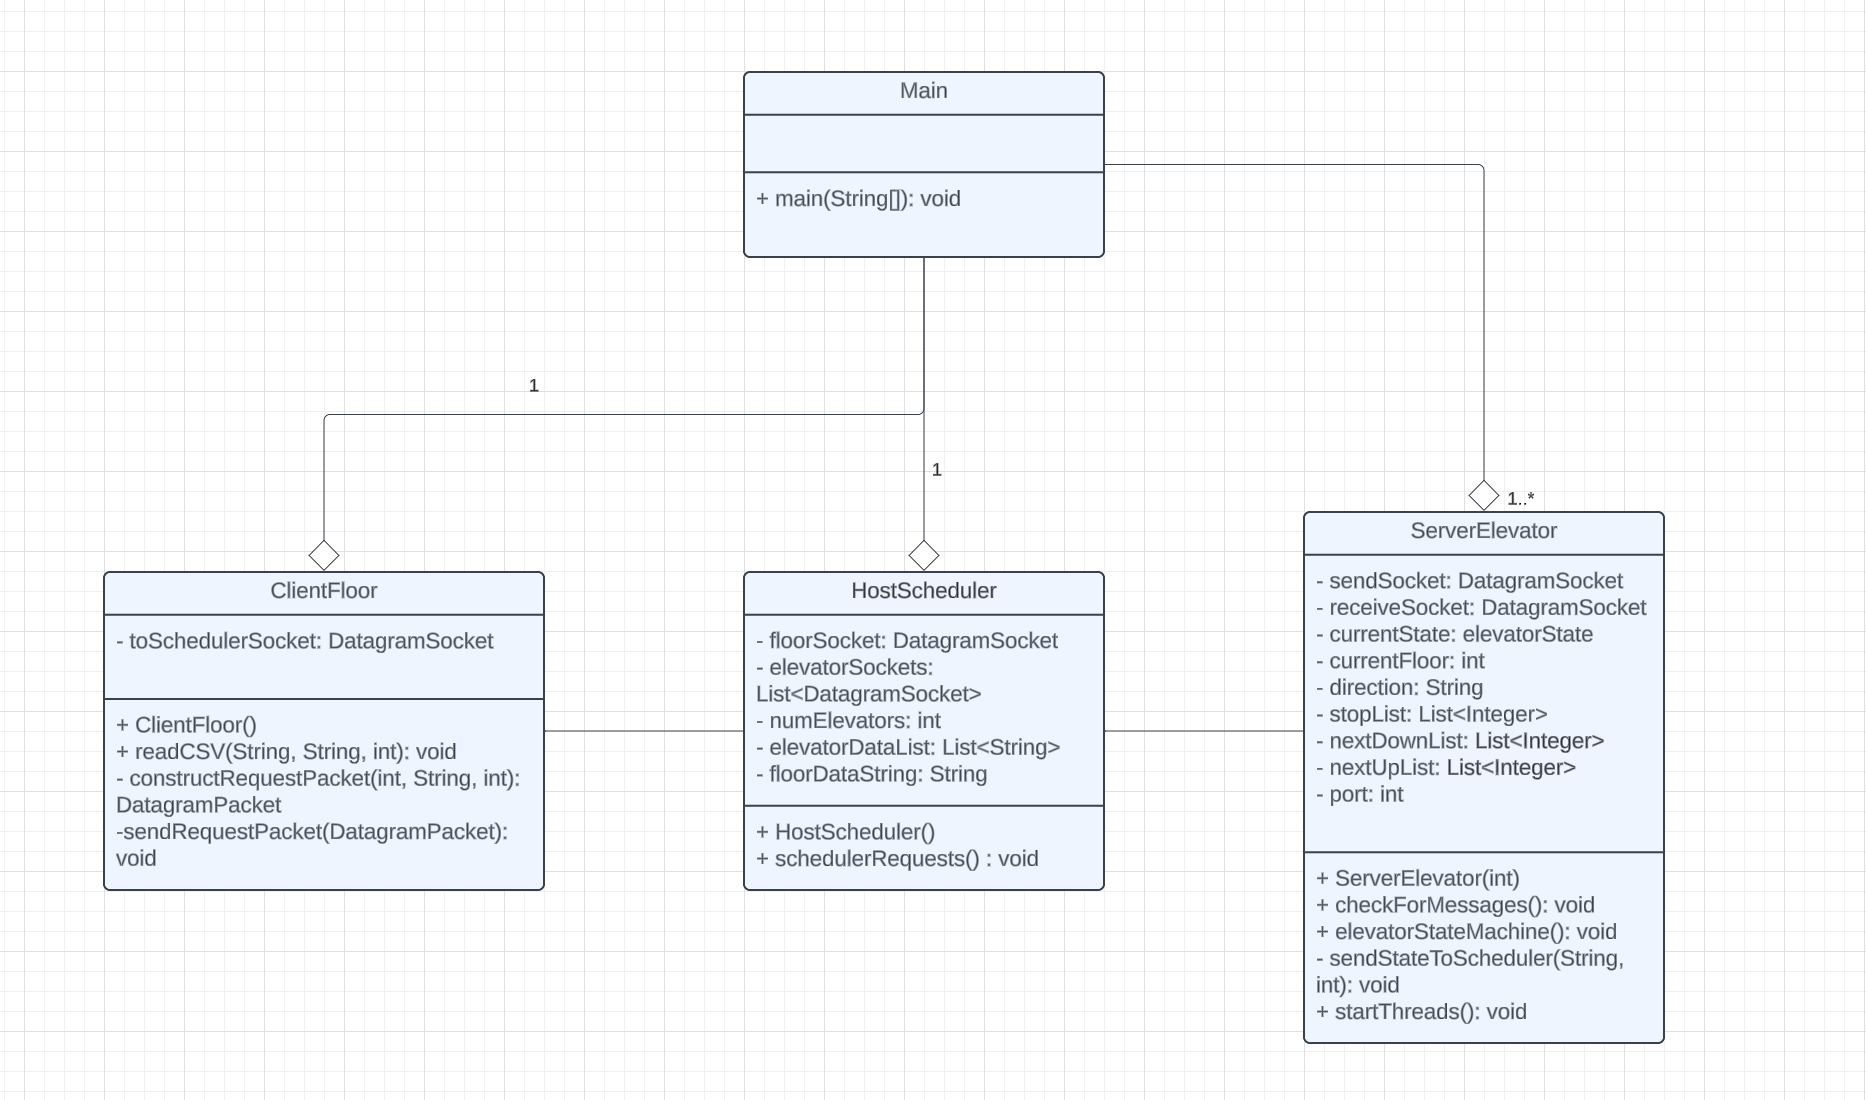 Main
+ main(String[]): void
1
1
1..*
ClientFloor
- toSchedulerSocket: DatagramSocket
+ ClientFloor()
+ readCSV(String, String, int): void
- constructRequestPacket(int, String, int):
DatagramPacket
-sendRequestPacket(DatagramPacket):
void
HostScheduler
- floorSocket: DatagramSocket
- elevatorSockets:
List<DatagramSocket>
- numElevators: int
- elevatorDataList: List<String>
- floorDataString: String
+ HostScheduler()
+ schedulerRequests() : void
ServerElevator
- sendSocket: DatagramSocket
- receiveSocket: DatagramSocket
- currentState: elevatorState
- currentFloor: int
- direction: String
- stopList: List<Integer>
- nextDownList: List<Integer>
- nextUpList: List<Integer>
- port: int
+ ServerElevator(int)
+ checkForMessages(): void
+ elevatorStateMachine(): void
- sendStateToScheduler(String,
int): void
+ startThreads(): void